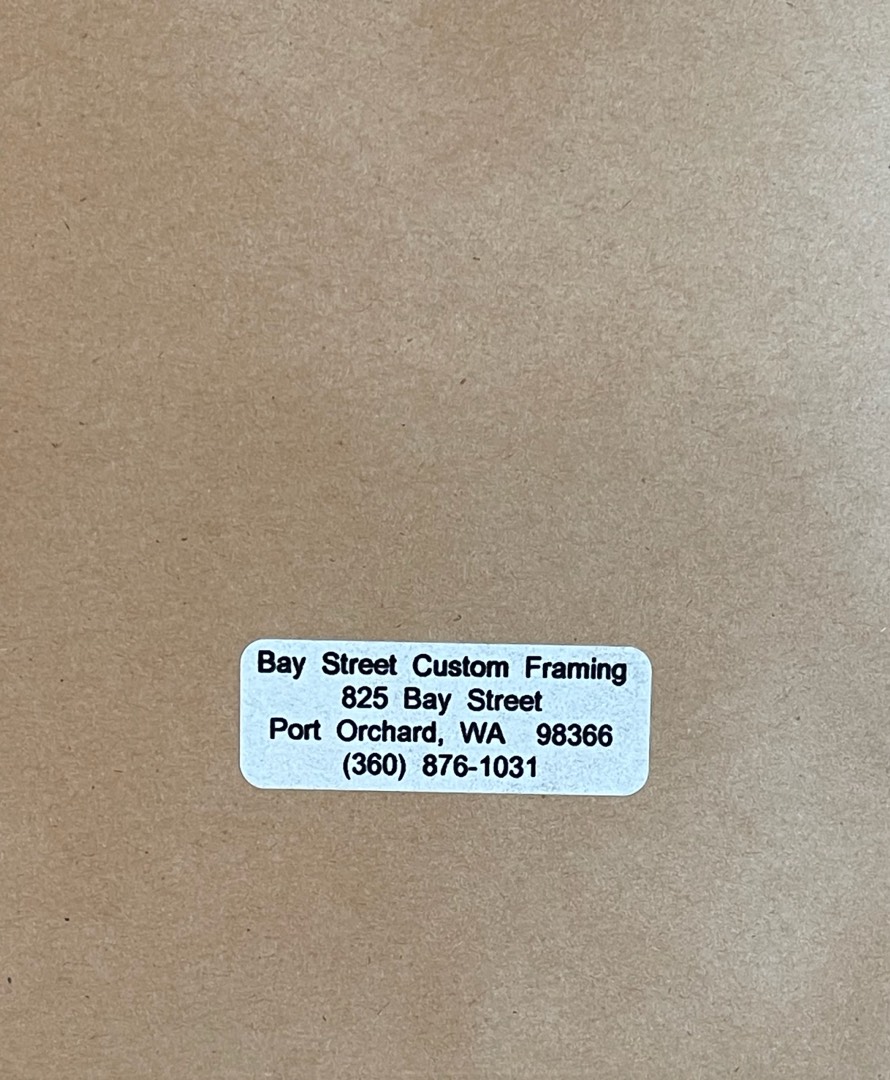 Bay Street Custom Framing
825 Bay Street
Port Orchard, WA 98366
(360) 876-1031